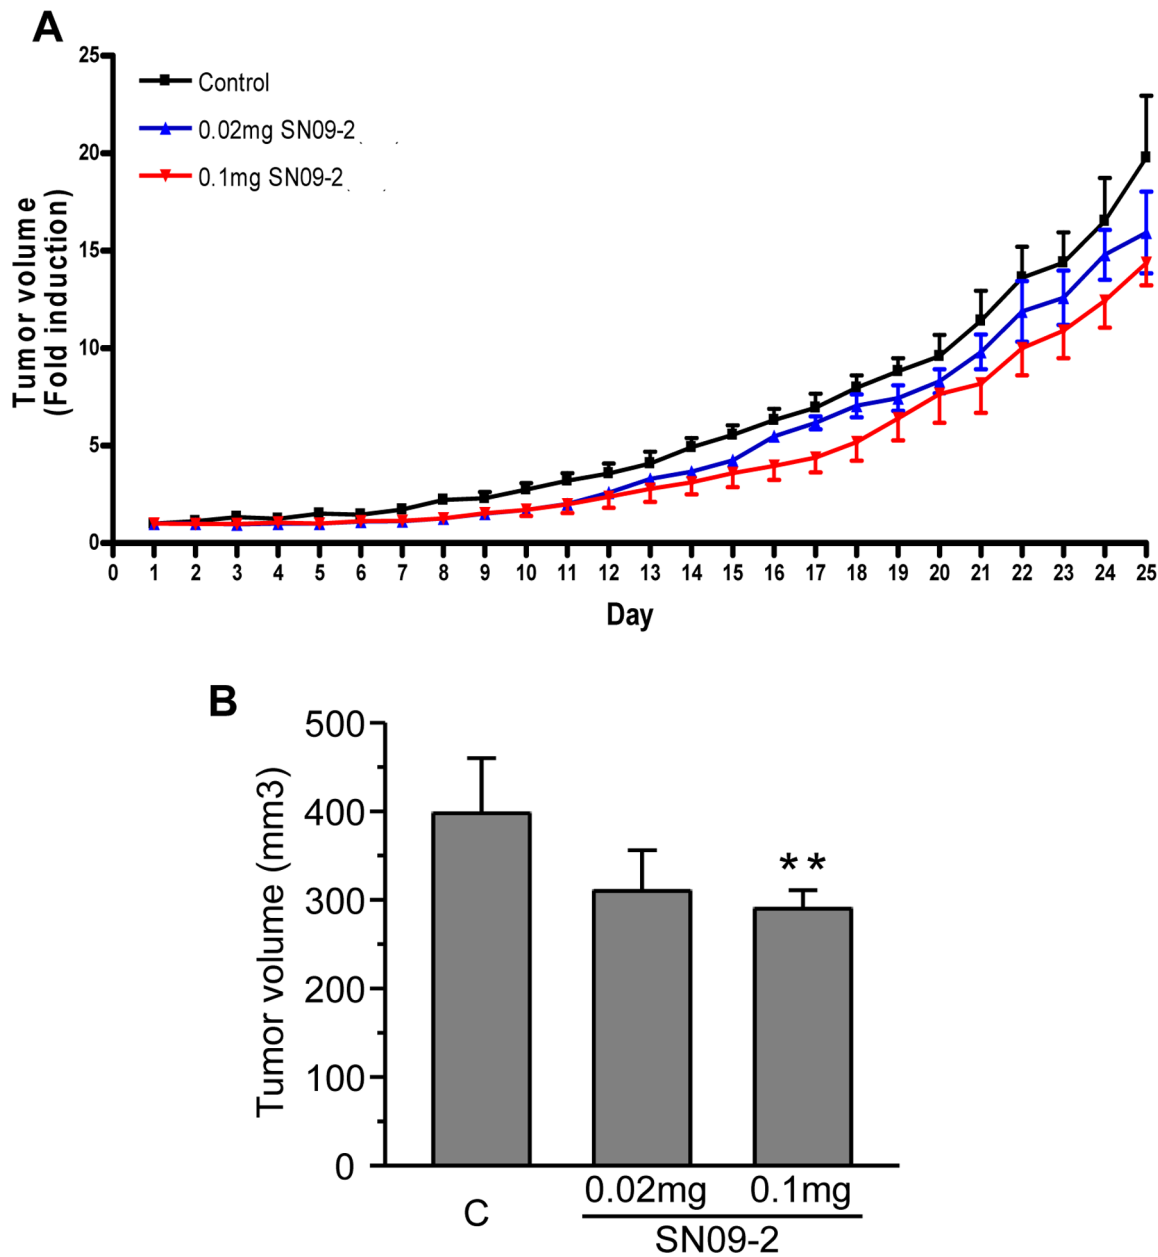 A
25
20
15
10
5
0
Tumor volume
(Fold induction)
Control
0.02mg SN09-2
0.1mg SN09-2
0 1 2 3 4 5 6 7 8 9 10 11 12 13 14 15 16 17 18 19 20 21 22 23 24 25
Day
B
500
400
300
200
100
0
Tumor volume (mm3)
**
C
0.02mg 0.1mg
SN09-2